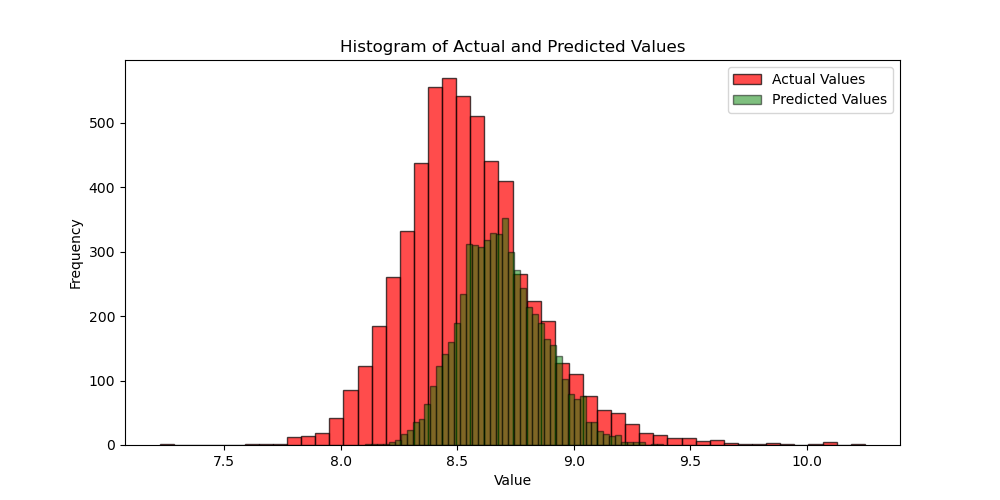 Histogram of Actual and Predicted Values
Actual Values
Predicted Values
Frequency
500
400
300
200
100
0
7.5
8.0
8.5
9.0
9.5
10.0
Value